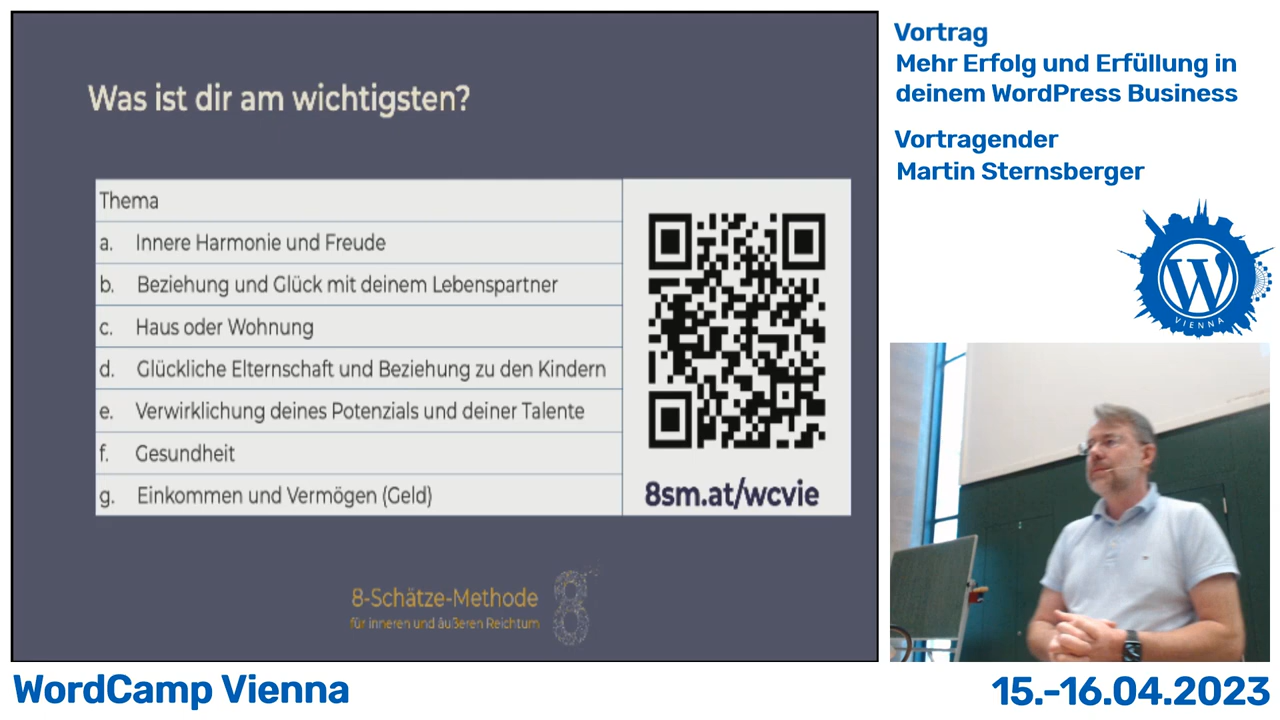 Was ist dir am wichtigsten?
Thema
a. Innere Harmonie und Freude
b. Beziehung und Glück mit deinem Lebenspartner
c. Haus oder Wohnung
d. Glückliche Elternschaft und Beziehung zu den Kindern
e. Verwirklichung deines Potenzials und deiner Talente
f. Gesundheit
g. Einkommen und Vermögen (Geld)
8sm.at/wcvie
8-Schätze-Methode
für inneren und äußeren Reichtum
8
Vortrag
Mehr Erfolg und Erfüllung in
deinem WordPress Business
Vortragender
Martin Sternsberger
W
VIENNA
WordCamp Vienna
15.-16.04.2023